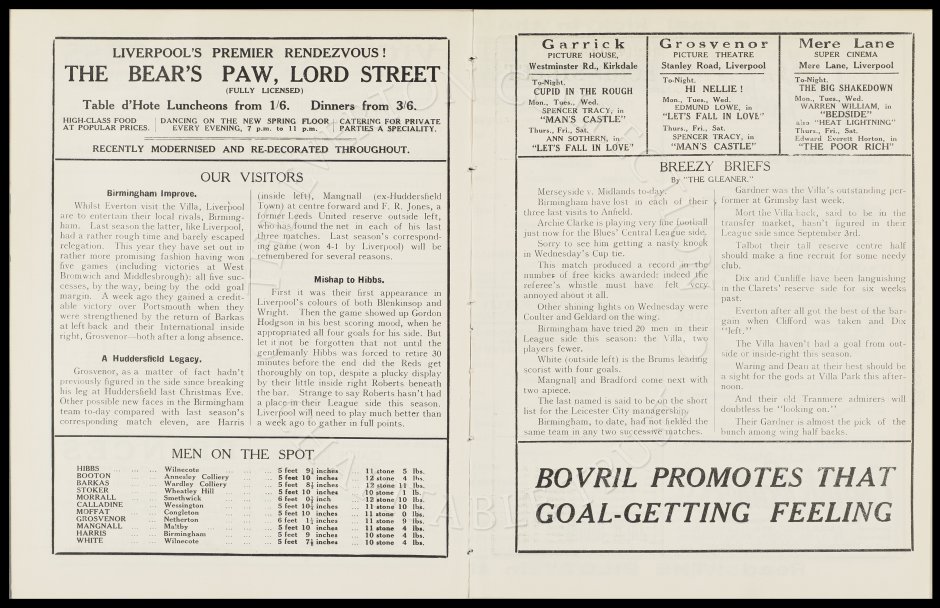 LIVERPOOL'S PREMIER RENDEZVOUS!
THE BEAR'S PAW, LORD STREET
(FULLY LICENSED)
Table d'Hote Luncheons from 1/6. Dinners from 3/6.
HIGH-CLASS FOOD
AT POPULAR PRICES.
DANCING ON THE NEW SPRING FLOOR
EVERY EVENING, 7 p.m. to 11 p.m.
CATERING FOR PRIVATE
PARTIES A SPECIALITY.
RECENTLY MODERNISED AND RE-DECORATED THROUGHOUT.
OUR VISITORS
Birmingham Improve.
Whilst Everton visit the Villa, Liverpool
are to entertain their local rivals, Birming-
ham. Last season the latter, like Liverpool,
had a rather rough time and barely escaped
relegation. This year they have set out in
rather more promising fashion having won
five games (including victories at West
Bromwich and Middlesbrough): all five suc-
cesses, by the way, being by the odd goal
margin. A week ago they gained a credit-
able victory over Portsmouth when they
were strengthened by the return of Barkas
at left back and their International inside
right, Grosvenor—both after a long absence.
A Huddersfield Legacy.
Grosvenor, as a matter of fact hadn't
previously figured in the side since breaking
his leg at Huddersfield last Christmas Eve.
Other possible new faces in the Birmingham
team to-day compared with last season's
corresponding match eleven, are Harris
(inside left), Mangnall (ex-Huddersfield
Town) at centre forward and F. R. Jones, a
former Leeds United reserve outside left,
who has found the net in each of his last
three matches. Last season's correspond-
ing game (won 4-1 by Liverpool) will be
remembered for several reasons.
Mishap to Hibbs.
First it was their first appearance in
Liverpool's colours of both Blenkinsop and
Wright. Then the game showed up Gordon
Hodgson in his best scoring mood, when he
appropriated all four goals for his side. But
let it not be forgotten that not until the
gentlemanly Hibbs was forced to retire 30
minutes before the end did the Reds get
thoroughly on top, despite a plucky display
by their little inside right Roberts beneath
the bar. Strange to say Roberts hasn't had
a place in their League side this season.
Liverpool will need to play much better than
a week ago to gather in full points.
MEN ON THE SPOT
HIBBS ... ... ... Wilnecote ... 5 feet 9½ inches ... 11 stone 5 lbs.
BOOTON ... ... Annesley Colliery ... 5 feet 10 inches ... 12 stone 4 lbs.
BARKAS ... ... Wardley Colliery ... 5 feet 8½ inches ... 12 stone 11 lbs.
STOKER ... ... Wheatley Hill ... 5 feet 10 inches ... 10 stone 1 lb.
MORRALL ... ... Smethwick ... 6 feet 0½ inch ... 12 stone 10 lbs.
CALLADINE ... ... Wessington ... 5 feet 10½ inches ... 11 stone 10 lbs.
MOFFAT ... ... Congleton ... 5 feet 10 inches ... 11 stone 0 lbs.
GROSVENOR ... ... Netherton ... 6 feet 1½ inches ... 11 stone 9 lbs.
MANGNALL ... ... Maltby ... 5 feet 10 inches ... 11 stone 4 lbs.
HARRIS ... ... Birmingham ... 5 feet 9 inches ... 10 stone 4 lbs.
WHITE ... ... Wilnecote ... 5 feet 7½ inches ... 10 stone 4 lbs.
Garrick
PICTURE HOUSE,
Westminster Rd., Kirkdale
To-Night.
CUPID IN THE ROUGH
Mon., Tues., Wed.
SPENCER TRACY, in
"MAN'S CASTLE"
Thurs., Fri., Sat.
ANN SOTHERN, in
"LET'S FALL IN LOVE"
Grosvenor
PICTURE THEATRE
Stanley Road, Liverpool
To-Night.
HI NELLIE!
Mon., Tues., Wed.
EDMUND LOWE, in
"LET'S FALL IN LOVE"
Thurs., Fri., Sat.
SPENCER TRACY, in
"MAN'S CASTLE"
Mere Lane
SUPER CINEMA
Mere Lane, Liverpool
To-Night.
THE BIG SHAKEDOWN
Mon., Tues., Wed.
WARREN WILLIAM, in
"BEDSIDE"
also "HEAT LIGHTNING"
Thurs., Fri., Sat.
Edward Everett Horton, in
"THE POOR RICH"
BREEZY BRIEFS
By "THE GLEANER."
Merseyside v. Midlands to-day.
Birmingham have lost in each of their
three last visits to Anfield.
Archie Clarke is playing very fine football
just now for the Blues' Central League side.
Sorry to see him getting a nasty knock
in Wednesday's Cup tie.
This match produced a record in the
number of free kicks awarded: indeed the
referee's whistle must have felt very
annoyed about it all.
Other shining lights on Wednesday were
Coulter and Geldard on the wing.
Birmingham have tried 20 men in their
League side this season: the Villa, two
players fewer.
White (outside left) is the Brums leading
scorist with four goals.
Mangnall and Bradford come next with
two apiece.
The last named is said to be on the short
list for the Leicester City managership.
Birmingham, to date, had not fielded the
same team in any two successive matches.
Gardner was the Villa's outstanding per-
former at Grimsby last week.
Mort the Villa back, said to be in the
transfer market, hasn't figured in their
League side since September 3rd.
Talbot their tall reserve centre half
should make a fine recruit for some needy
club.
Dix and Cunliffe have been languishing
in the Clarets' reserve side for six weeks
past.
Everton after all got the best of the bar-
gain when Clifford was taken and Dix
"left."
The Villa haven't had a goal from out-
side or inside-right this season.
Waring and Dean at their best should be
a sight for the gods at Villa Park this after-
noon.
And their old Tranmere admirers will
doubtless be "looking on."
Their Gardner is almost the pick of the
bunch among wing half backs.
BOVRIL PROMOTES THAT
GOAL-GETTING FEELING